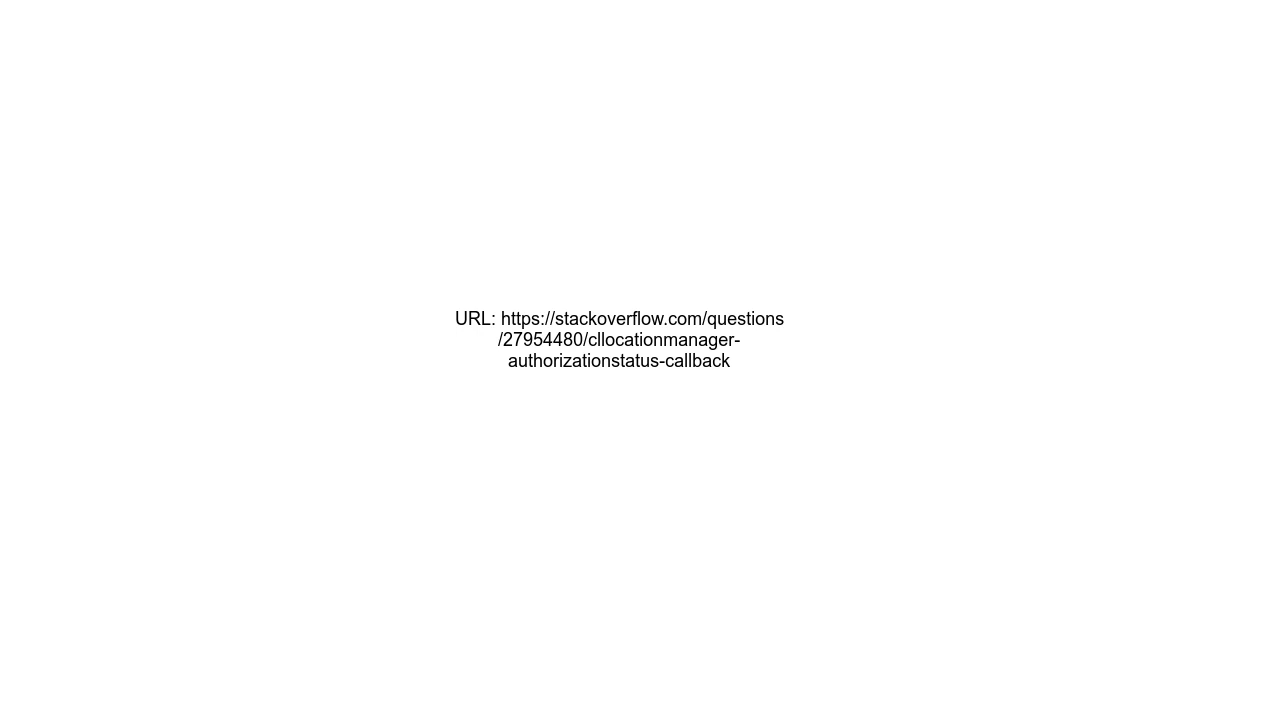 URL: https://stackoverflow.com/questions
/27954480/cllocationmanager-
authorizationstatus-callback